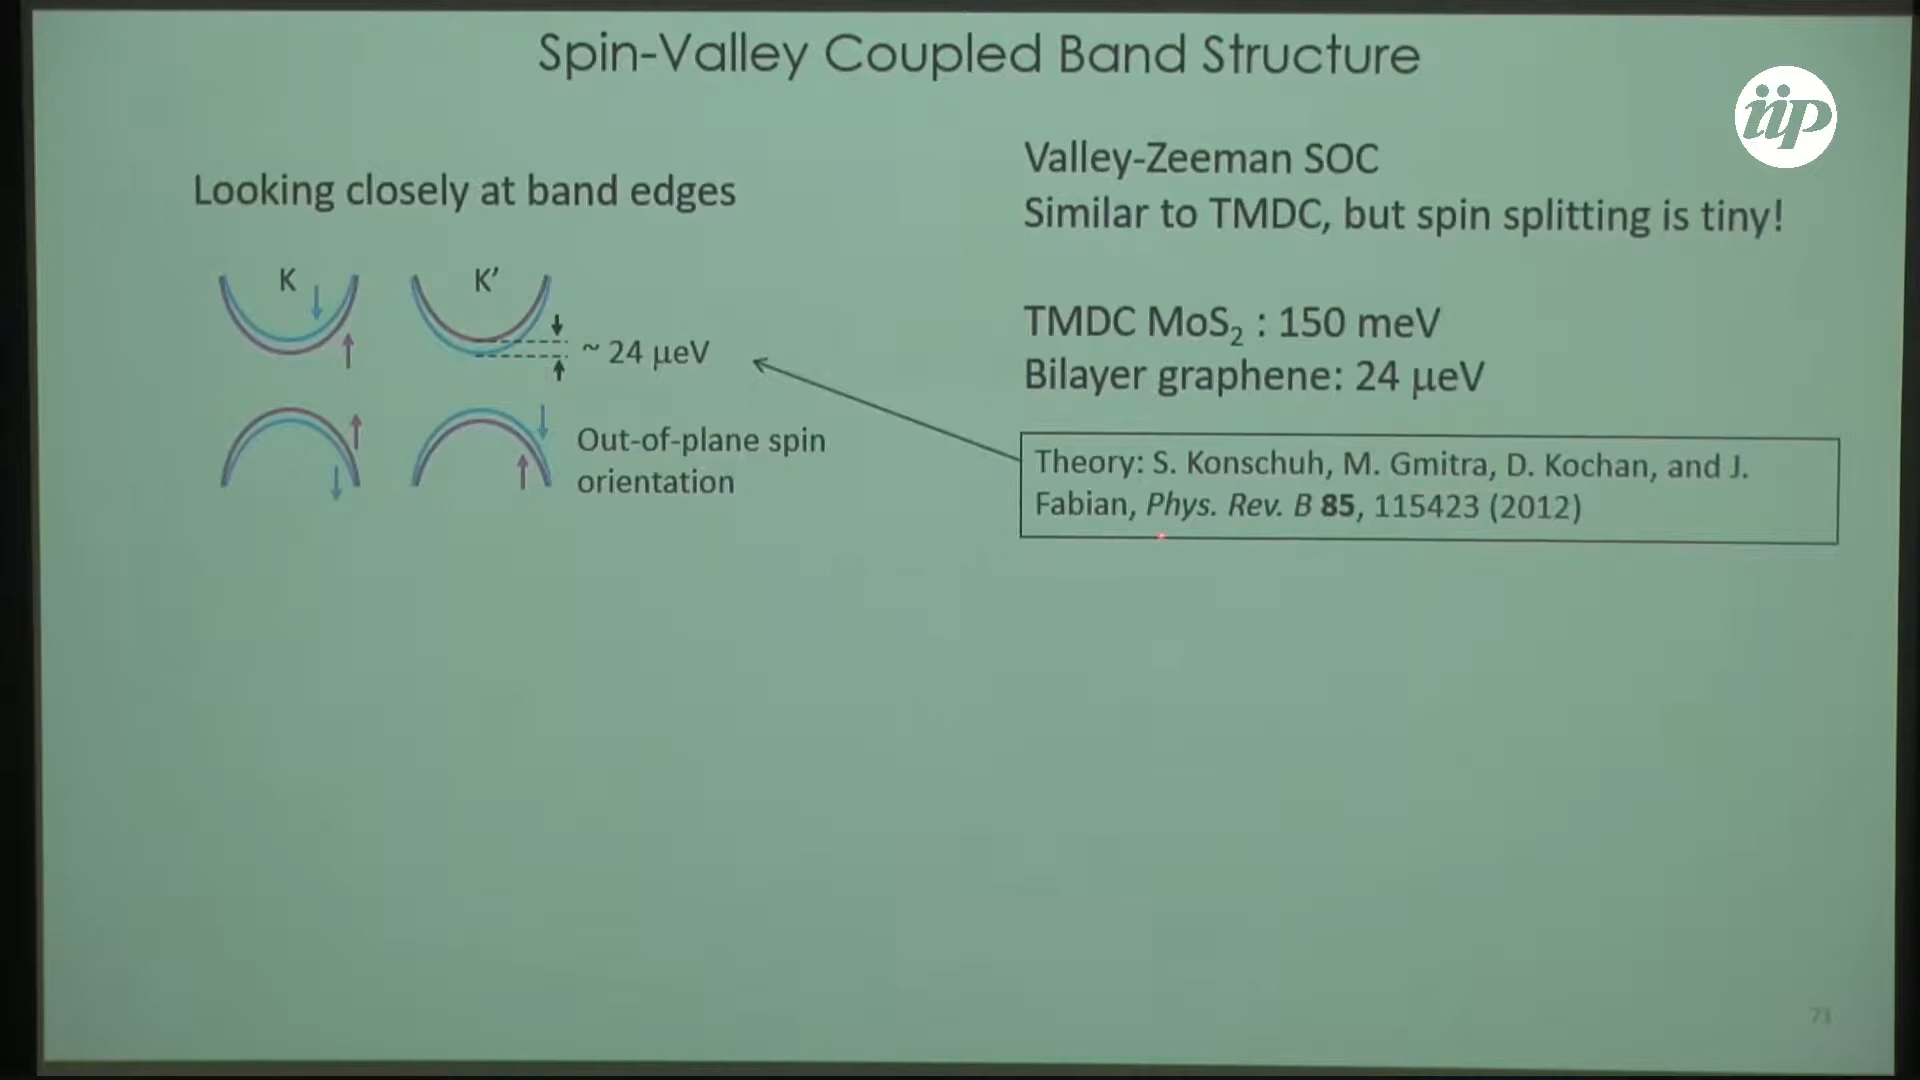 Spin-Valley Coupled Band Structure
iip
Looking closely at band edges
K
K’
~ 24 µeV
Out-of-plane spin
orientation
Valley-Zeeman SOC
Similar to TMDC, but spin splitting is tiny!
TMDC MoS₂ : 150 meV
Bilayer graphene: 24 µeV
Theory: S. Konschuh, M. Gmitra, D. Kochan, and J.
Fabian, Phys. Rev. B 85, 115423 (2012)